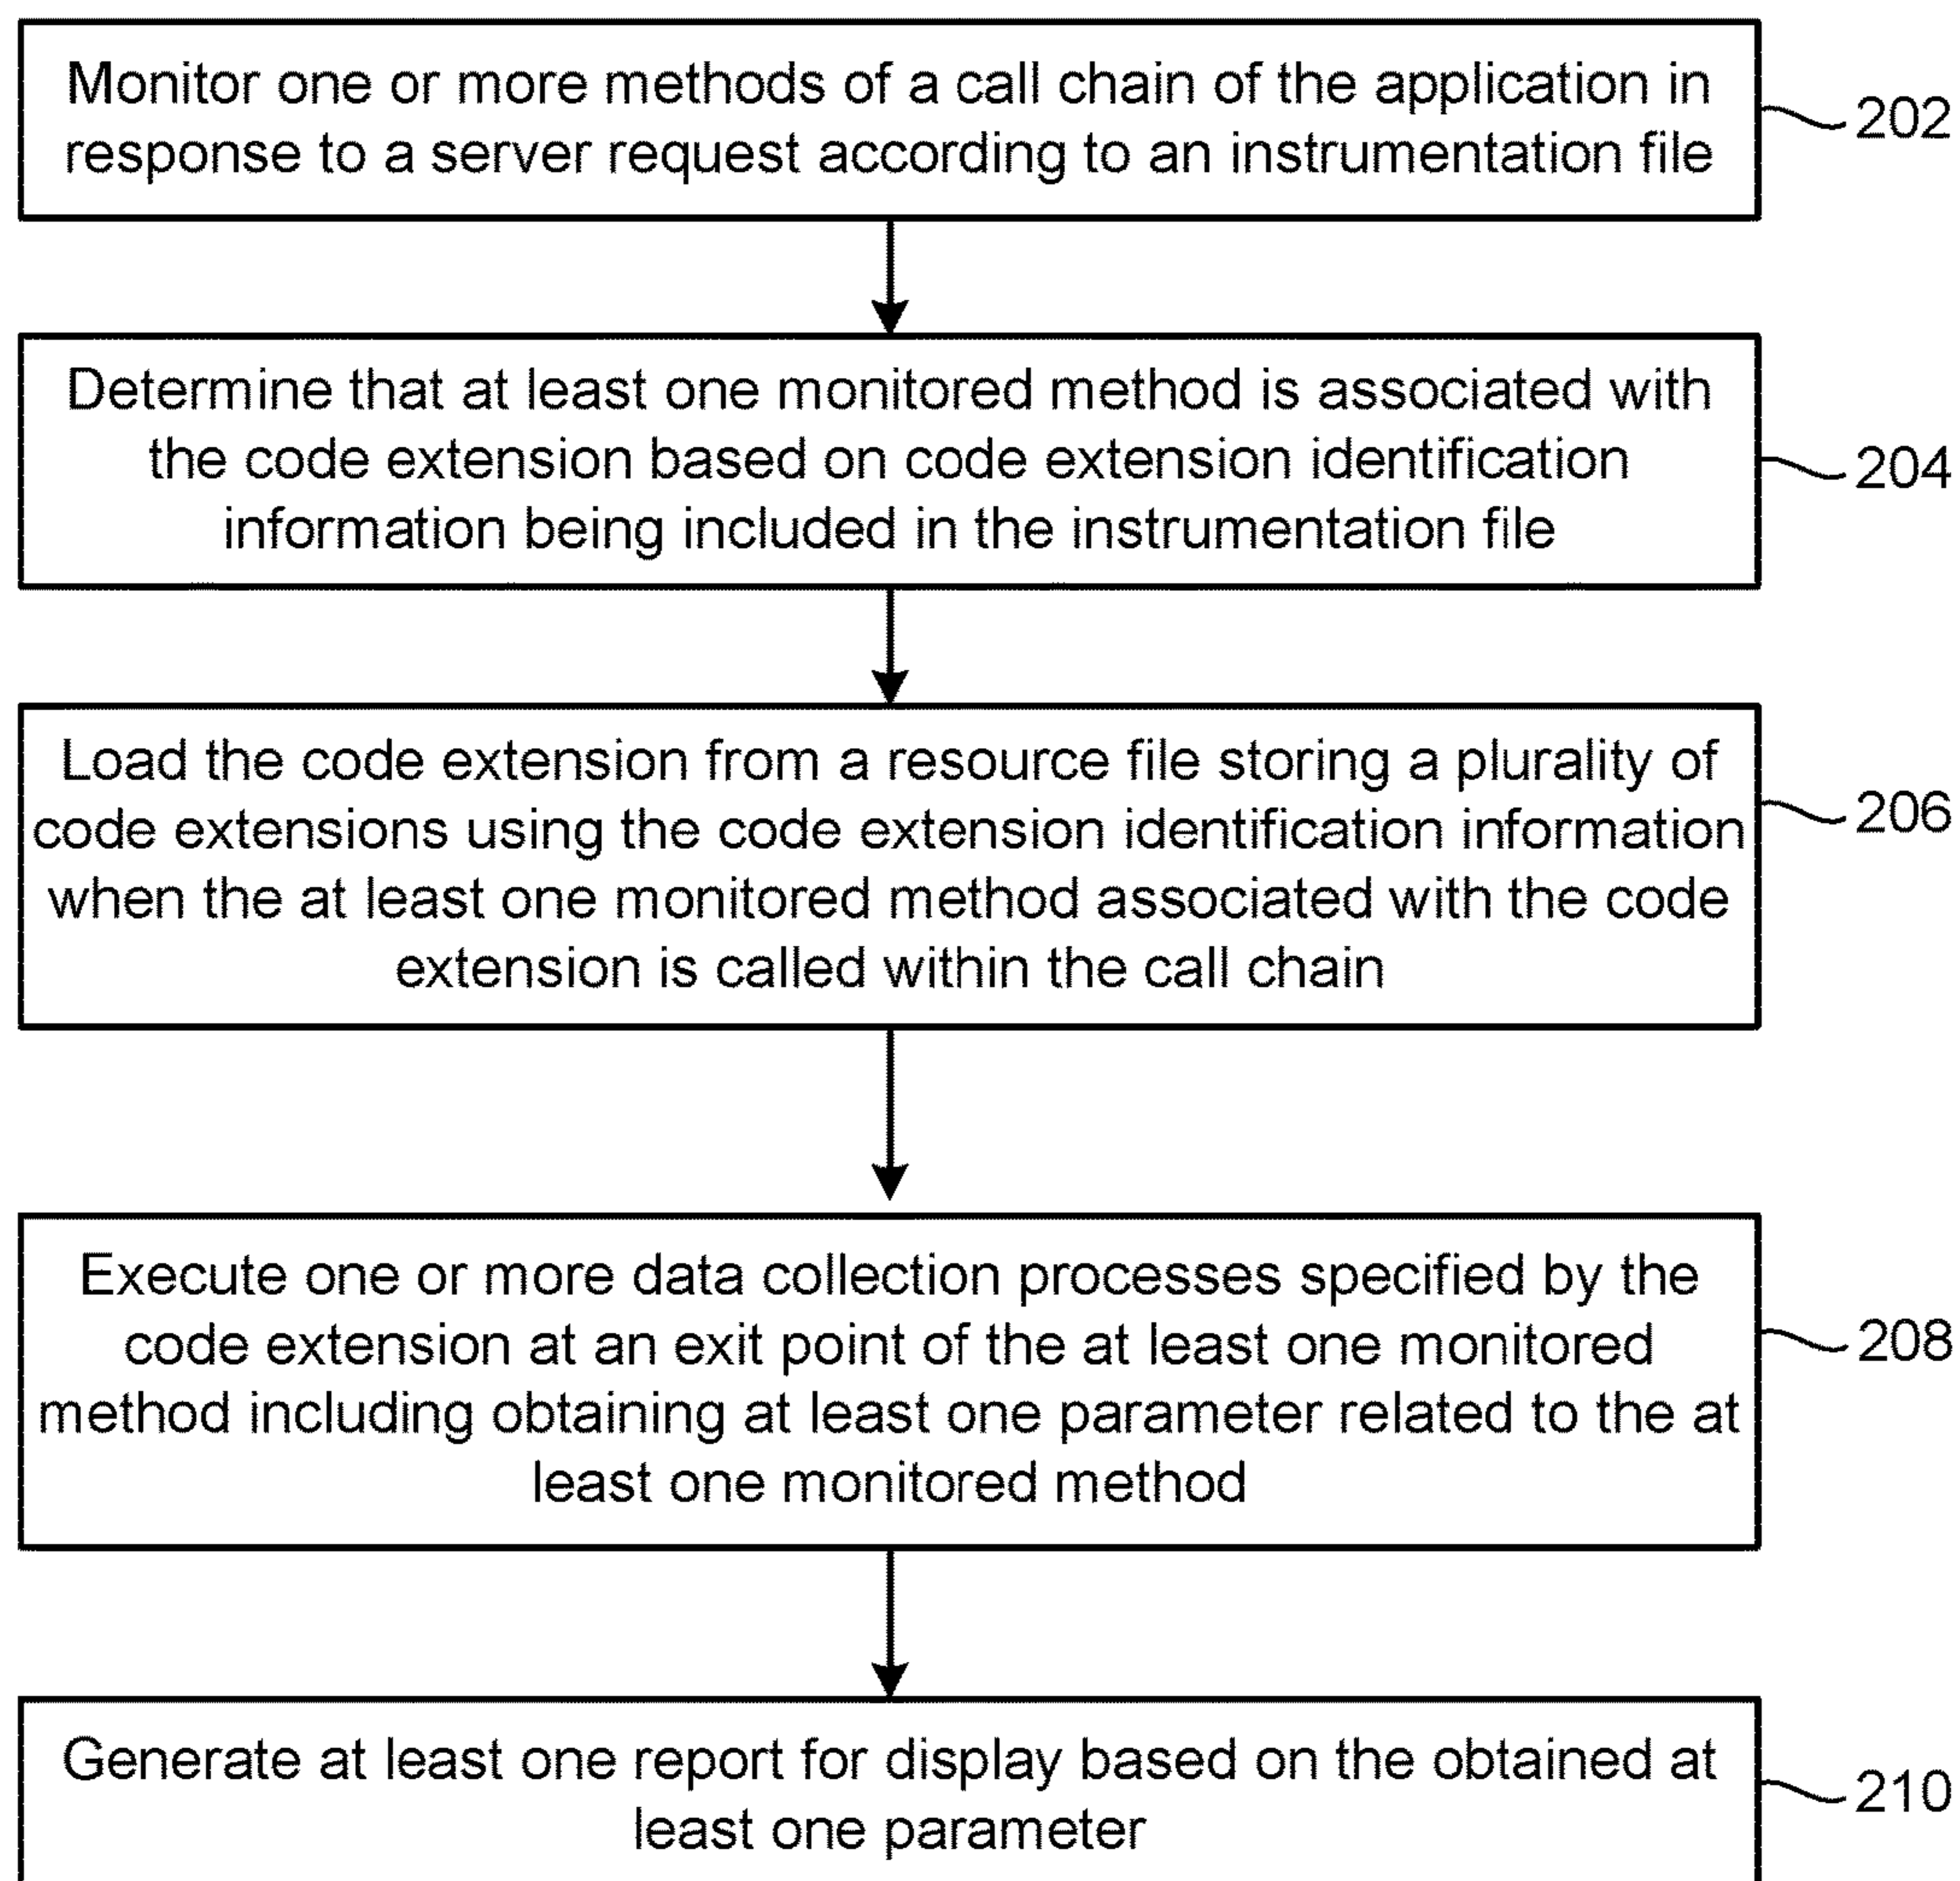 Monitor one or more methods of a call chain of the application in
response to a server request according to an instrumentation file
202
Determine that at least one monitored method is associated with
the code extension based on code extension identification
information being included in the instrumentation file
204
Load the code extension from a resource file storing a plurality of
code extensions using the code extension identification information
when the at least one monitored method associated with the code
extension is called within the call chain
206
Execute one or more data collection processes specified by the
code extension at an exit point of the at least one monitored
method including obtaining at least one parameter related to the at
least one monitored method
208
Generate at least one report for display based on the obtained at
least one parameter
210